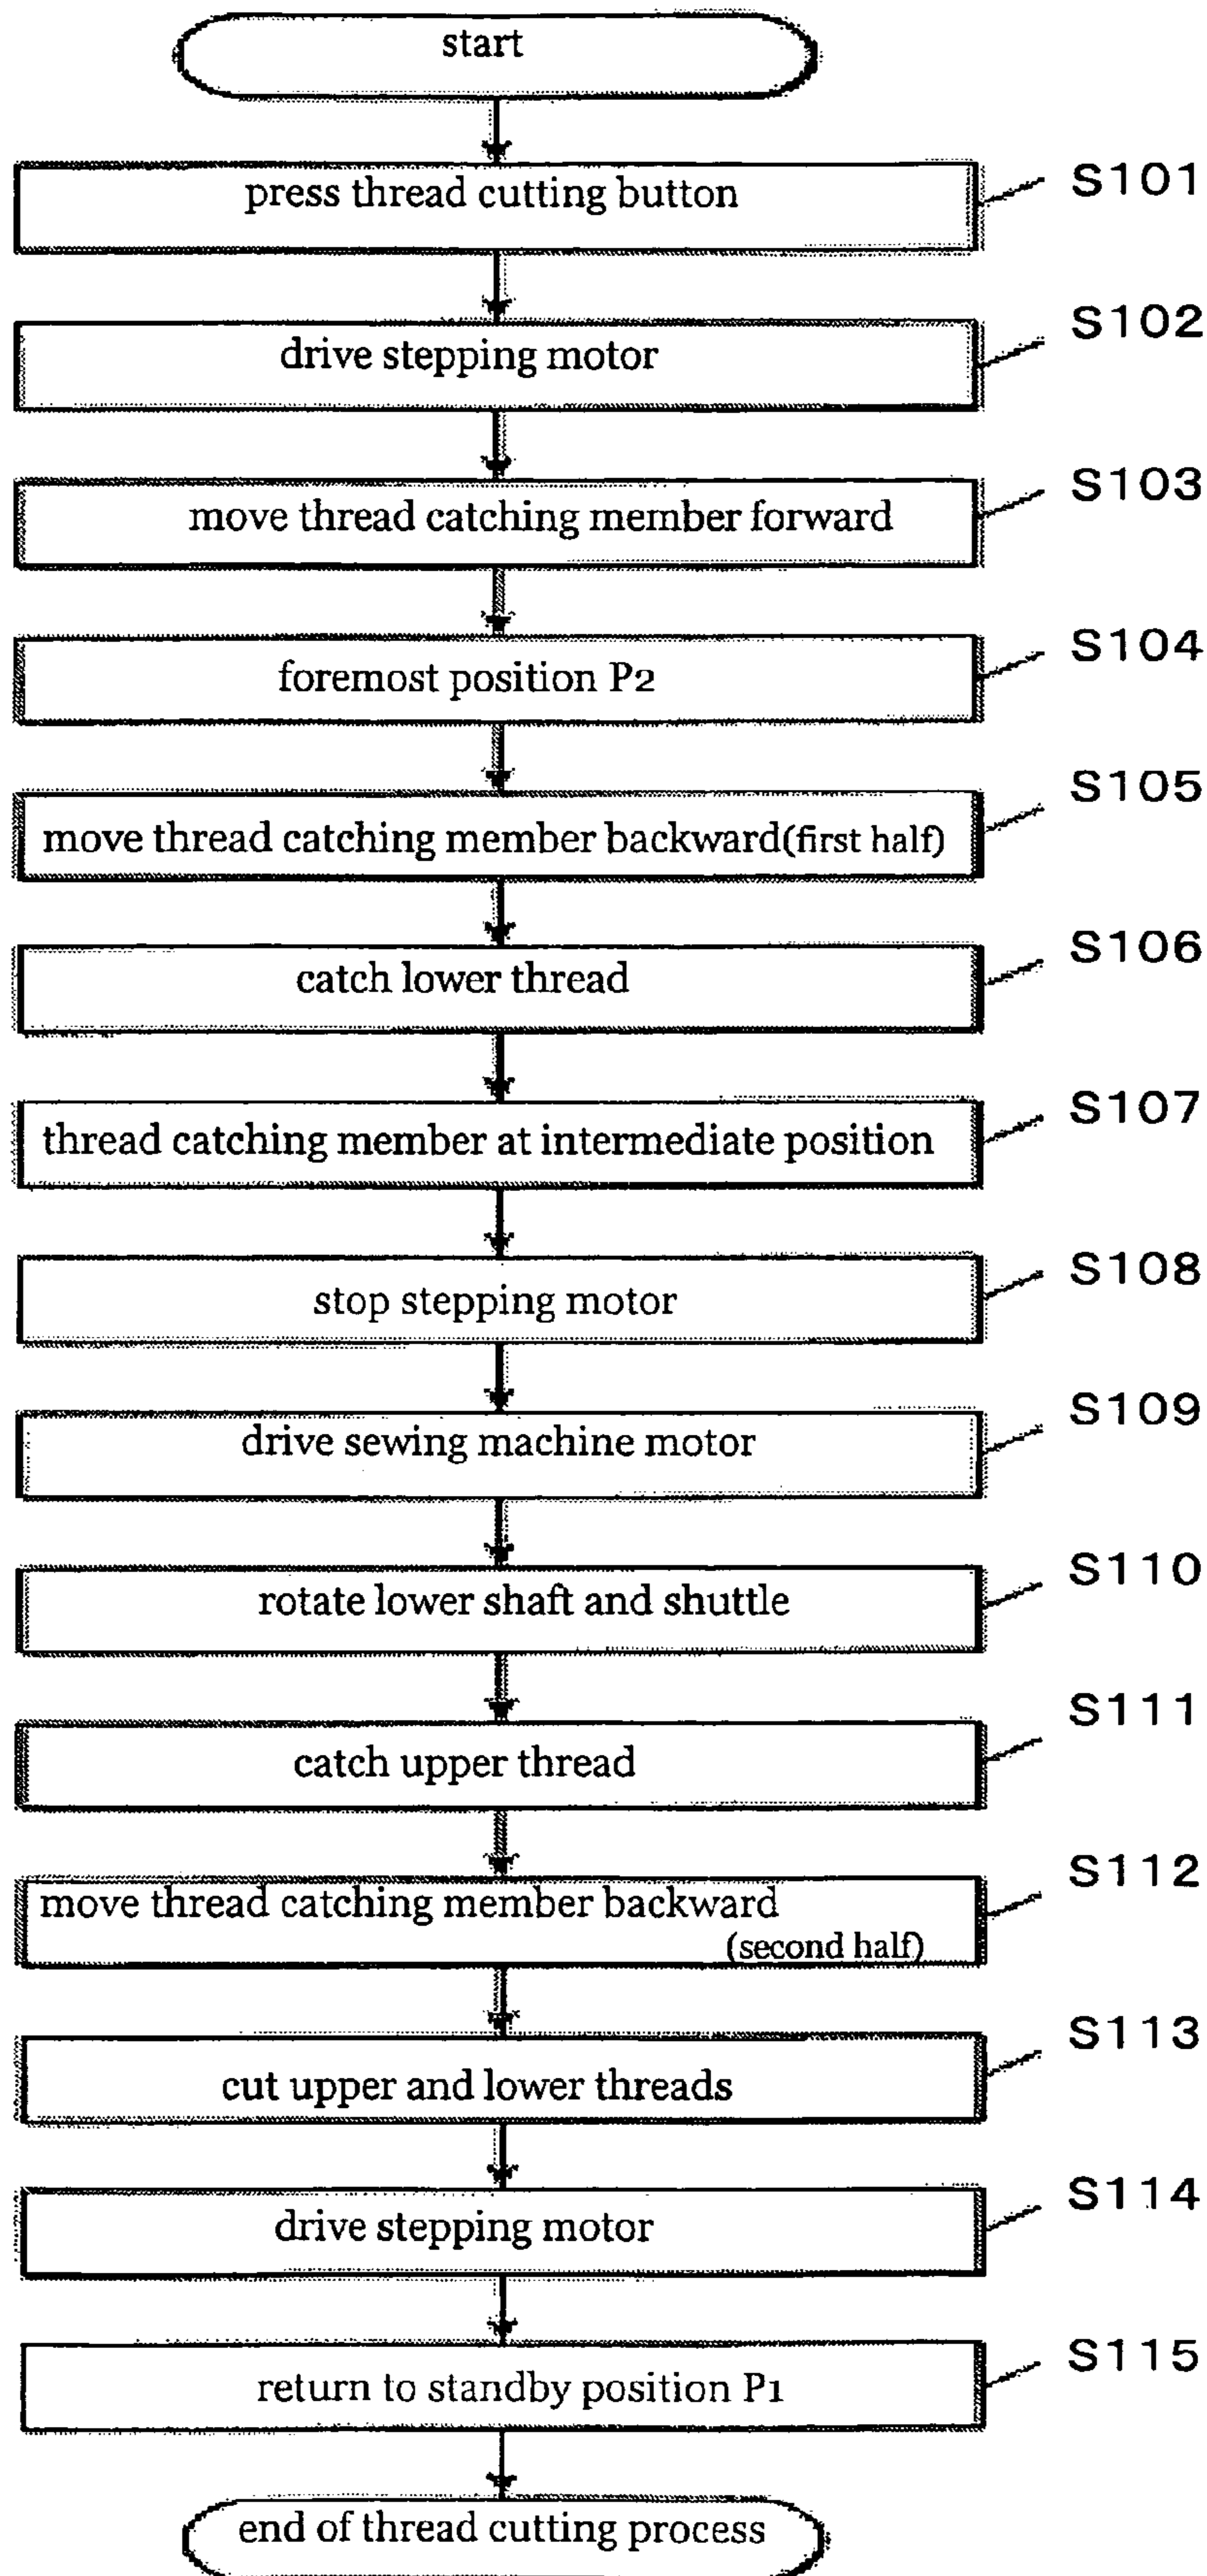 start
press thread cutting button
S101
drive stepping motor
S102
move thread catching member forward
S103
foremost position P2
S104
move thread catching member backward(first half)
S105
catch lower thread
S106
thread catching member at intermediate position
S107
stop stepping motor
S108
drive sewing machine motor
S109
rotate lower shaft and shuttle
S110
catch upper thread
S111
move thread catching member backward
(second half)
S112
cut upper and lower threads
S113
drive stepping motor
S114
return to standby position P1
S115
end of thread cutting process